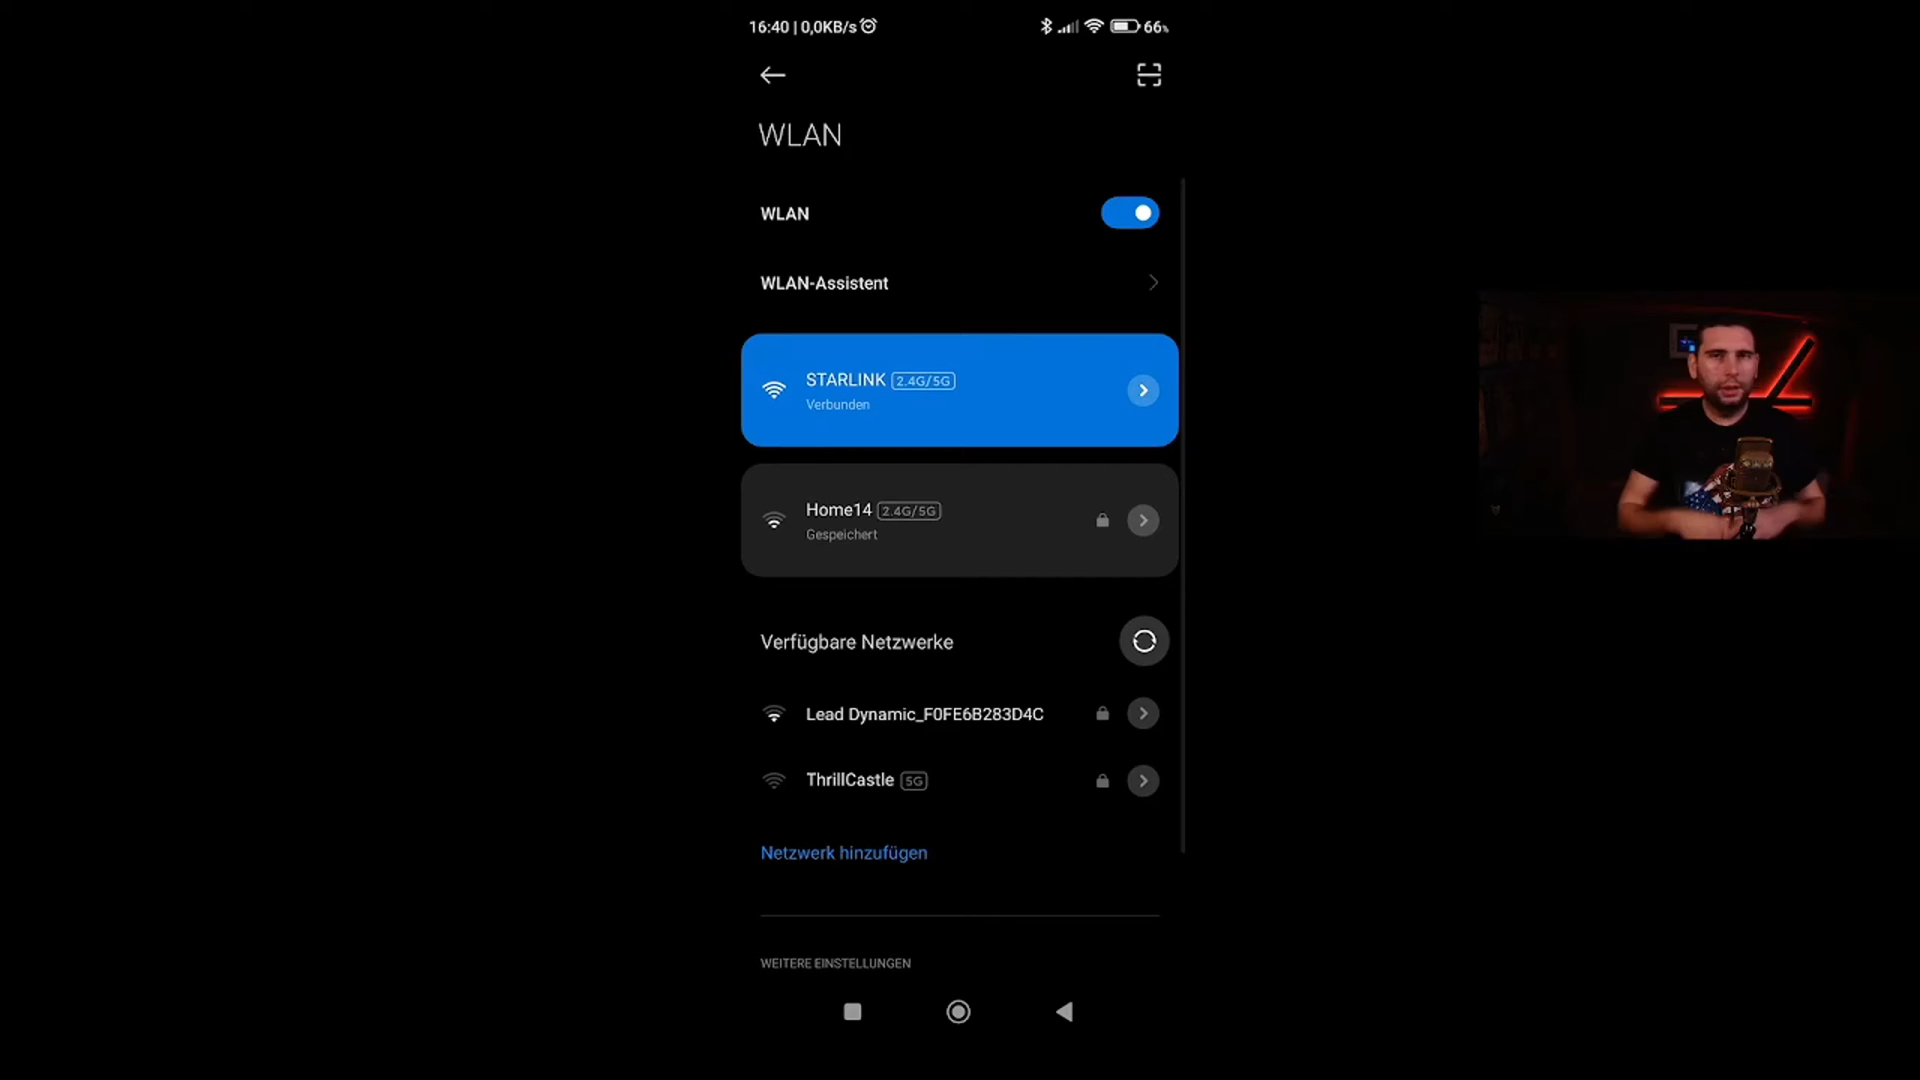 16:40 | 0,0KB/s 66%
WLAN
WLAN
WLAN-Assistent
STARLINK 2.4G/5G
Verbunden
Home14 2.4G/5G
Gespeichert
Verfügbare Netzwerke
Lead Dynamic_F0FE6B283D4C
ThrillCastle 5G
Netzwerk hinzufügen
WEITERE EINSTELLUNGEN